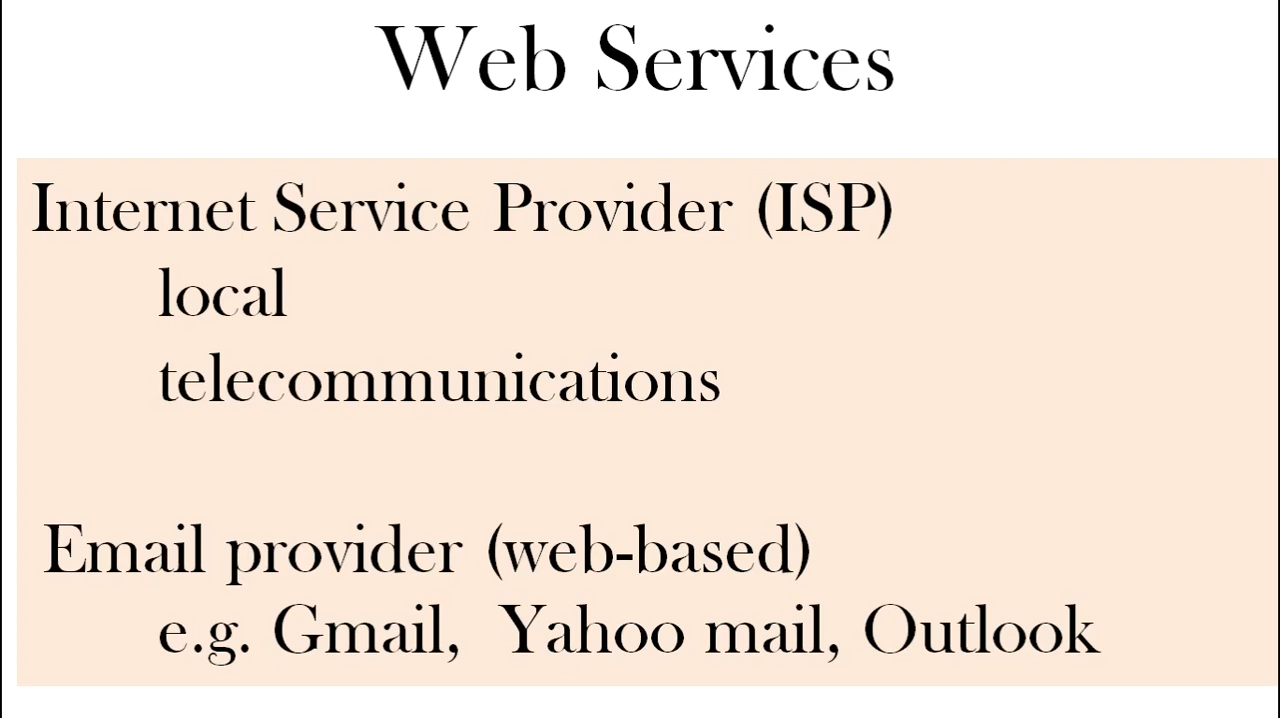 Web Services
Internet Service Provider (ISP)
local
telecommunications
Email provider (web-based)
e.g. Gmail, Yahoo mail, Outlook